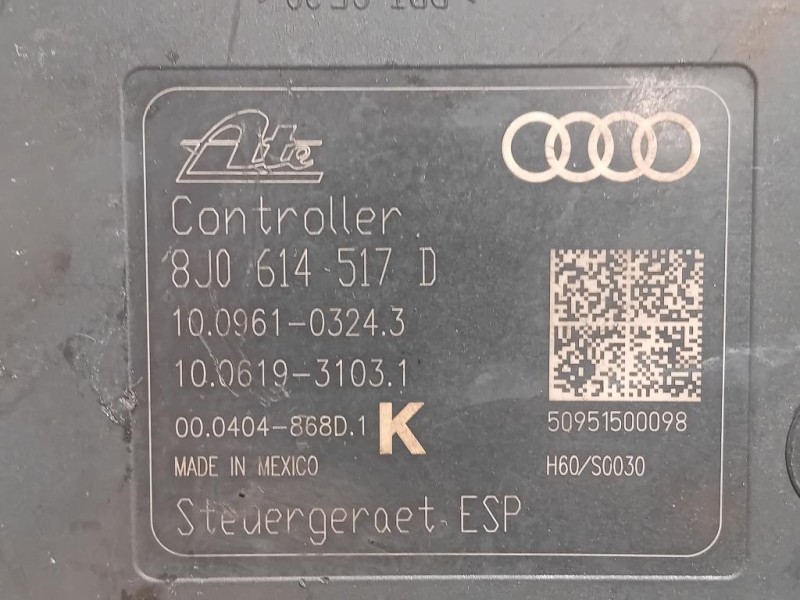 Ate
Controller
8J0 614 517 D
10.0961-0324.3
10.0619-3103.1
00.0404-868D.1 K
50951500098
MADE IN MEXICO
H60/S0030
Steuergeraet ESP